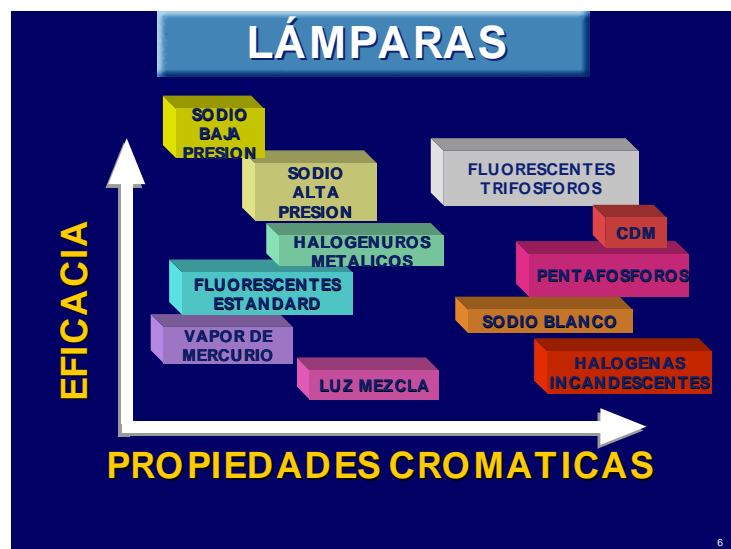 LÁMPARAS
SODIO
BAJA
PRESION
SODIO
ALTA
PRESION
FLUORESCENTES
TRIFOSFOROS
CDM
HALOGENUROS
METALICOS
PENTAFOSFOROS
FLUORESCENTES
ESTANDARD
SODIO BLANCO
VAPOR DE
MERCURIO
HALOGENAS
INCANDESCENTES
LUZ MEZCLA
EFICACIA
PROPIEDADES CROMATICAS
6